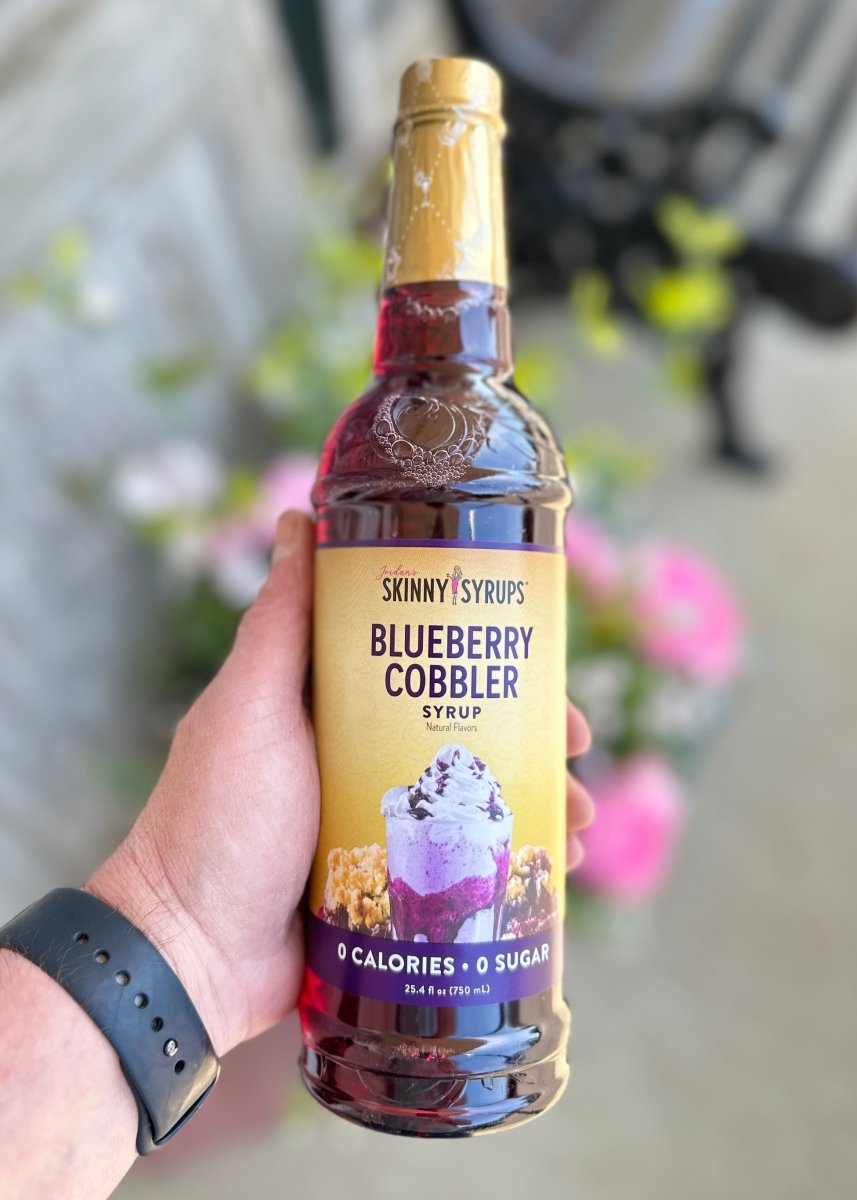 Jordan's
SKINNY SYRUPS
BLUEBERRY
COBBLER
SYRUP
Natural Flavors
0 CALORIES • 0 SUGAR
25.4 fl oz (750 mL)